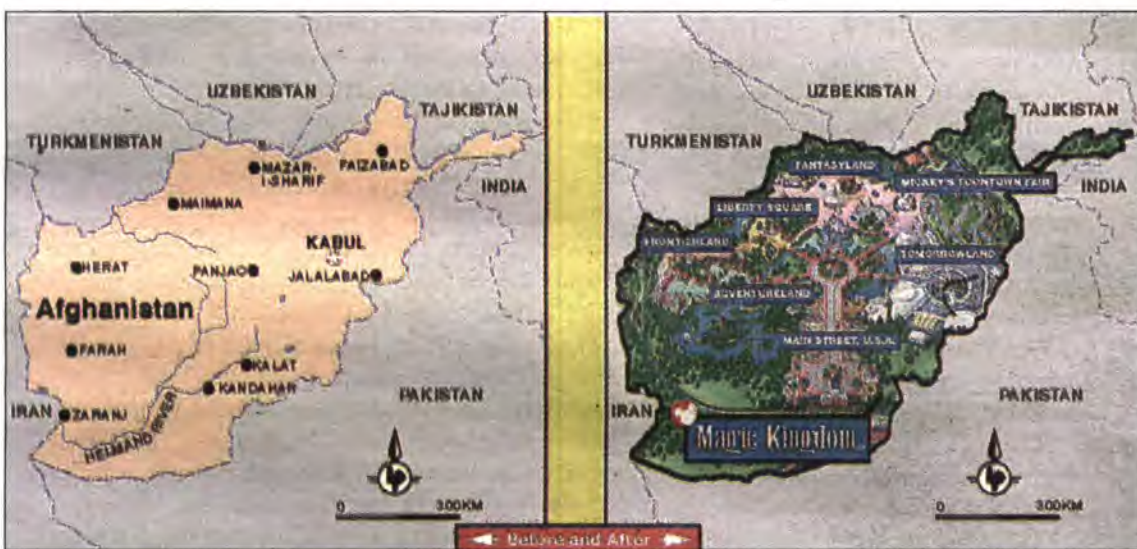 UZBEKISTAN
TAJIKISTAN
TURKMENISTAN
MAZAR-
I-SHARIF
FAIZABAD
INDIA
MAIMANA
KABUL
HERAT
PANJAO
JALALABAD
Afghanistan
FARAH
KALAT
KANDAHAR
PAKISTAN
IRAN
ZARANJ
HELMAND RIVER
0 300KM
UZBEKISTAN
TAJIKISTAN
TURKMENISTAN
FANTASYLAND
MICKEY'S TOONTOWN FAIR
INDIA
LIBERTY SQUARE
FRONTIERLAND
TOMORROWLAND
ADVENTURELAND
MAIN STREET, U.S.A.
PAKISTAN
IRAN
Magic Kingdom
0 300KM
Before and After